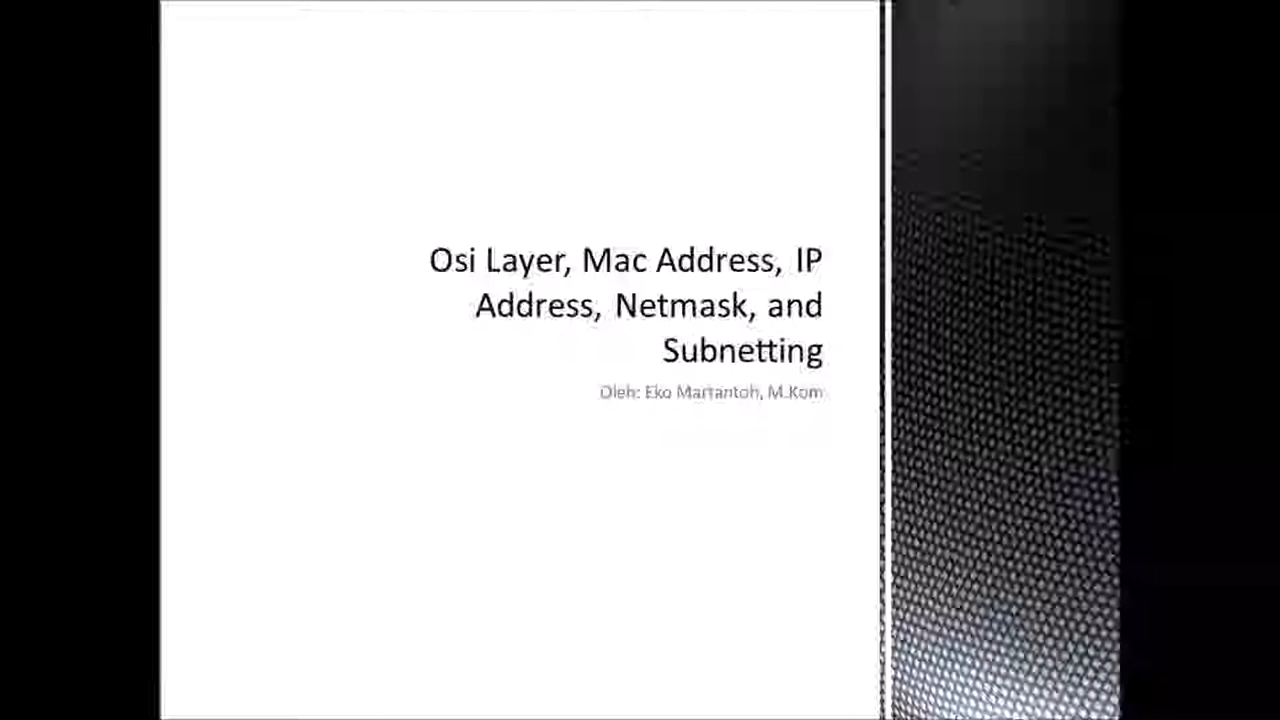 Osi Layer, Mac Address, IP
Address, Netmask, and
Subnetting
Oleh: Eko Martantoh, M.Kom